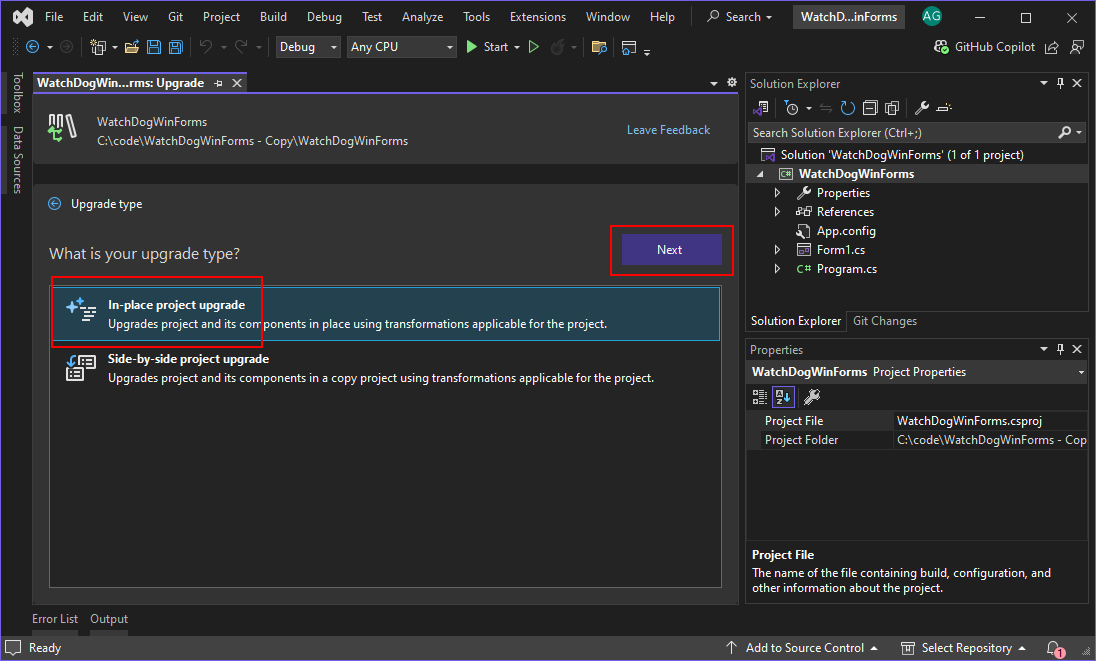 File Edit View Git Project Build Debug Test Analyze Tools Extensions Window Help Search WatchD...inForms AG
Debug Any CPU Start GitHub Copilot
Toolbox
Data Sources
WatchDogWin...rms: Upgrade
WatchDogWinForms
C:\code\WatchDogWinForms - Copy\WatchDogWinForms
Leave Feedback
Upgrade type
What is your upgrade type?
Next
In-place project upgrade
Upgrades project and its components in place using transformations applicable for the project.
Side-by-side project upgrade
Upgrades project and its components in a copy project using transformations applicable for the project.
Solution Explorer
Search Solution Explorer (Ctrl+;)
Solution 'WatchDogWinForms' (1 of 1 project)
C# WatchDogWinForms
Properties
References
App.config
Form1.cs
C# Program.cs
Solution Explorer Git Changes
Properties
WatchDogWinForms Project Properties
Project File WatchDogWinForms.csproj
Project Folder C:\code\WatchDogWinForms - Cop
Project File
The name of the file containing build, configuration, and
other information about the project.
Error List Output
Ready Add to Source Control Select Repository 1